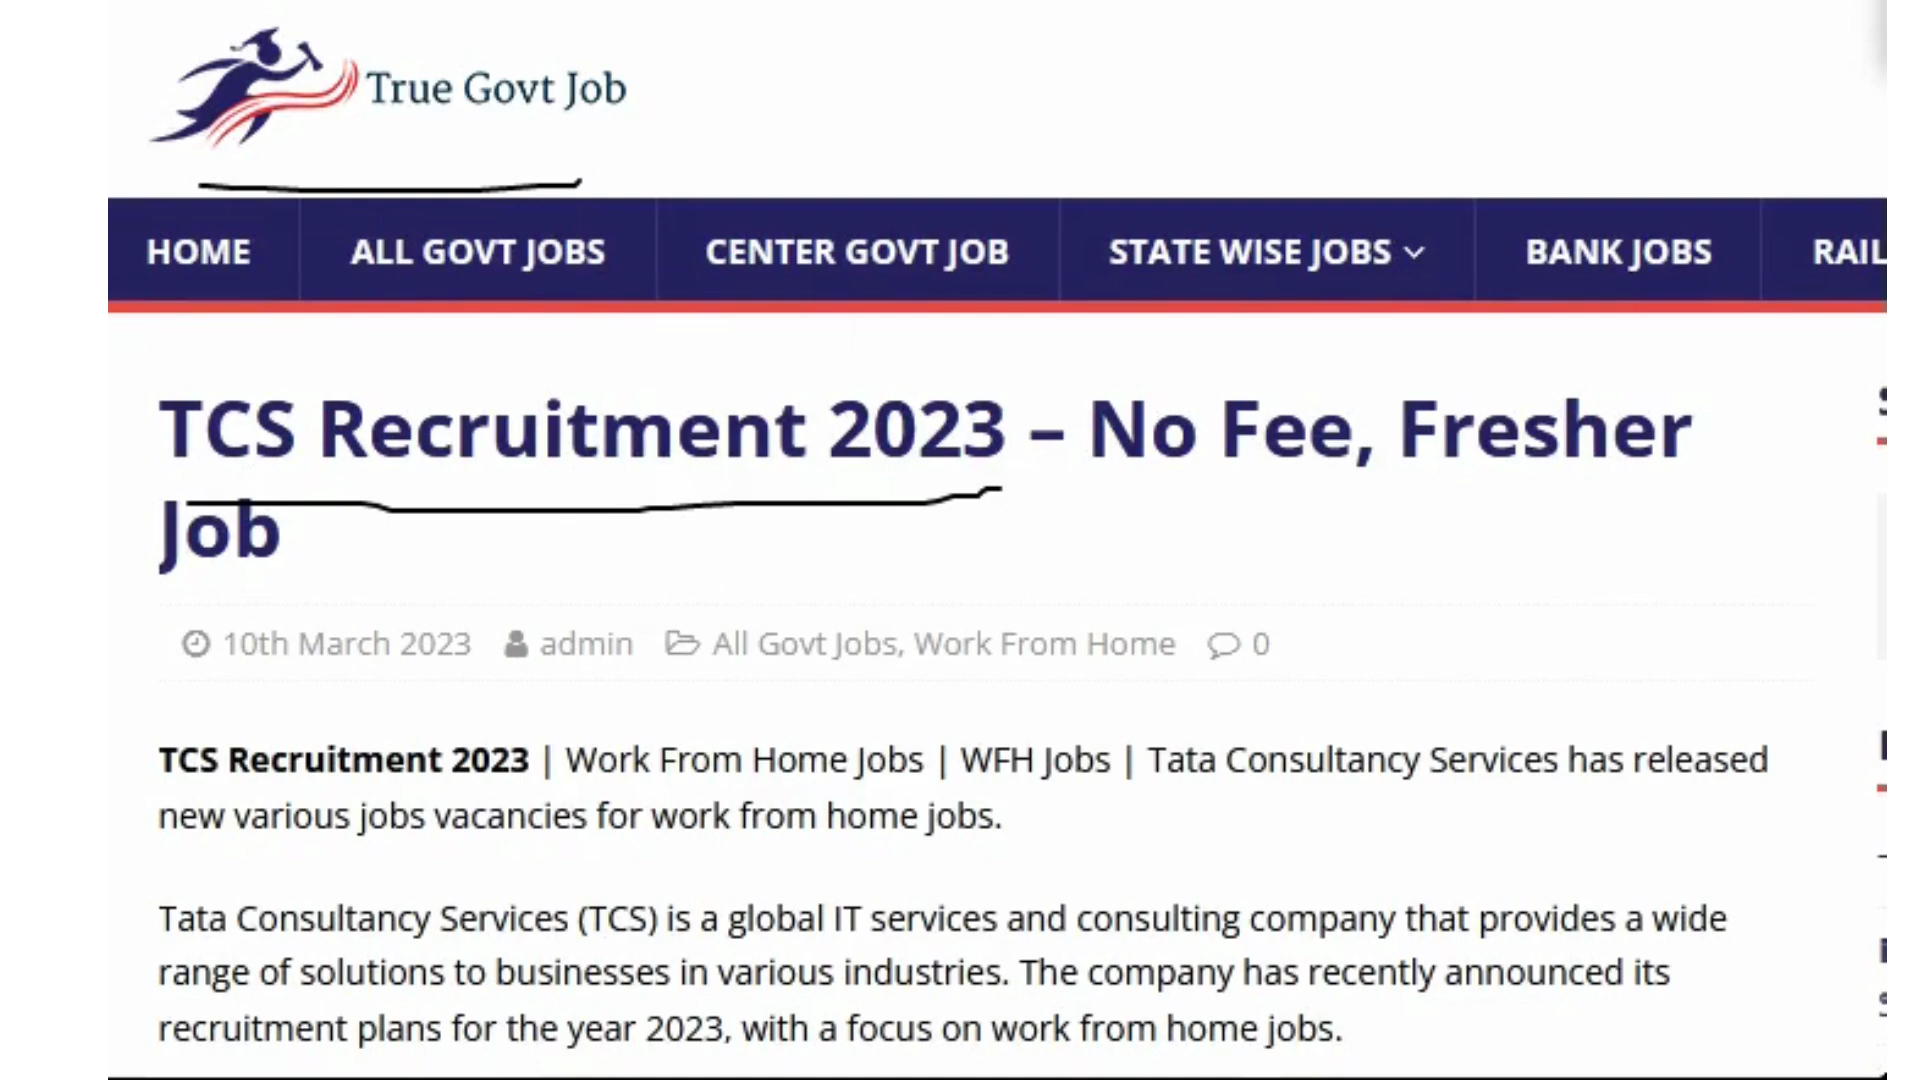 True Govt Job
HOME ALL GOVT JOBS CENTER GOVT JOB STATE WISE JOBS BANK JOBS
TCS Recruitment 2023 – No Fee, Fresher
Job
10th March 2023 admin All Govt Jobs, Work From Home 0
TCS Recruitment 2023 | Work From Home Jobs | WFH Jobs | Tata Consultancy Services has released
new various jobs vacancies for work from home jobs.
Tata Consultancy Services (TCS) is a global IT services and consulting company that provides a wide
range of solutions to businesses in various industries. The company has recently announced its
recruitment plans for the year 2023, with a focus on work from home jobs.